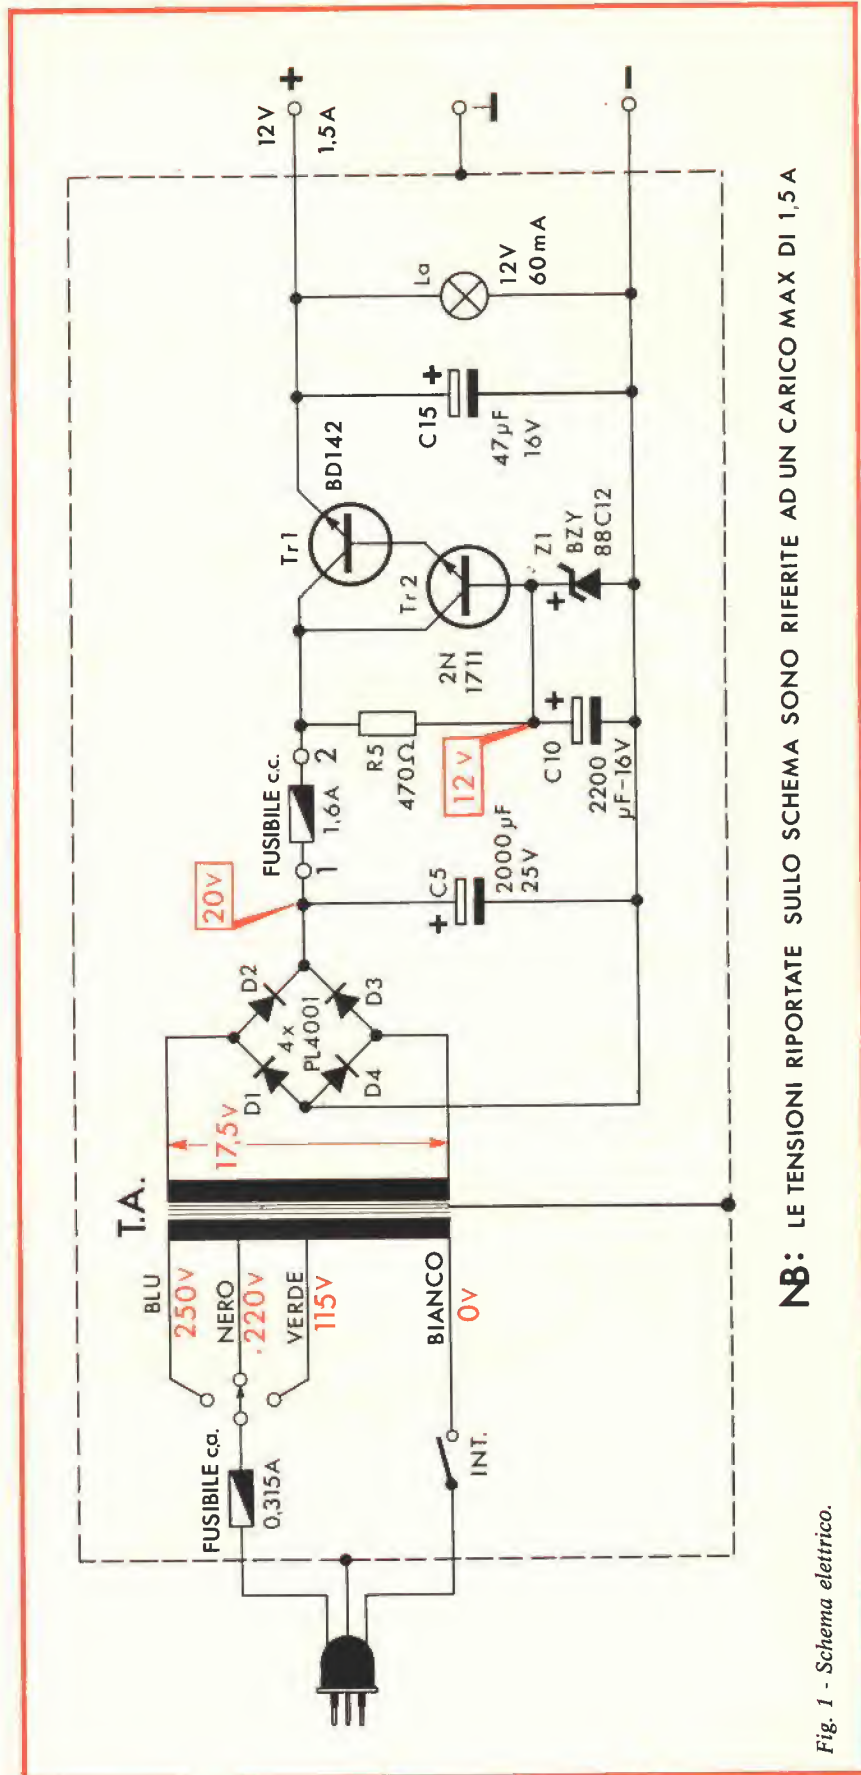 T.A.
BLU
250V
NERO
220V
VERDE
115V
BIANCO
0V
FUSIBILE c.a.
0,315A
INT.
17,5V
D1
D2
4x
PL4001
D4
D3
20V
FUSIBILE c.c.
1
2
1,6A
+
C5
2000µF
25V
R5
470Ω
12V
C10
+
2200
µF-16V
Tr1
BD142
Tr2
2N
1711
Z1
+
BZY
88C12
C15
+
47µF
16V
La
12V
60mA
12V
+
1,5A
-
NB: LE TENSIONI RIPORTATE SULLO SCHEMA SONO RIFERITE AD UN CARICO MAX DI 1,5A
Fig. 1 - Schema elettrico.